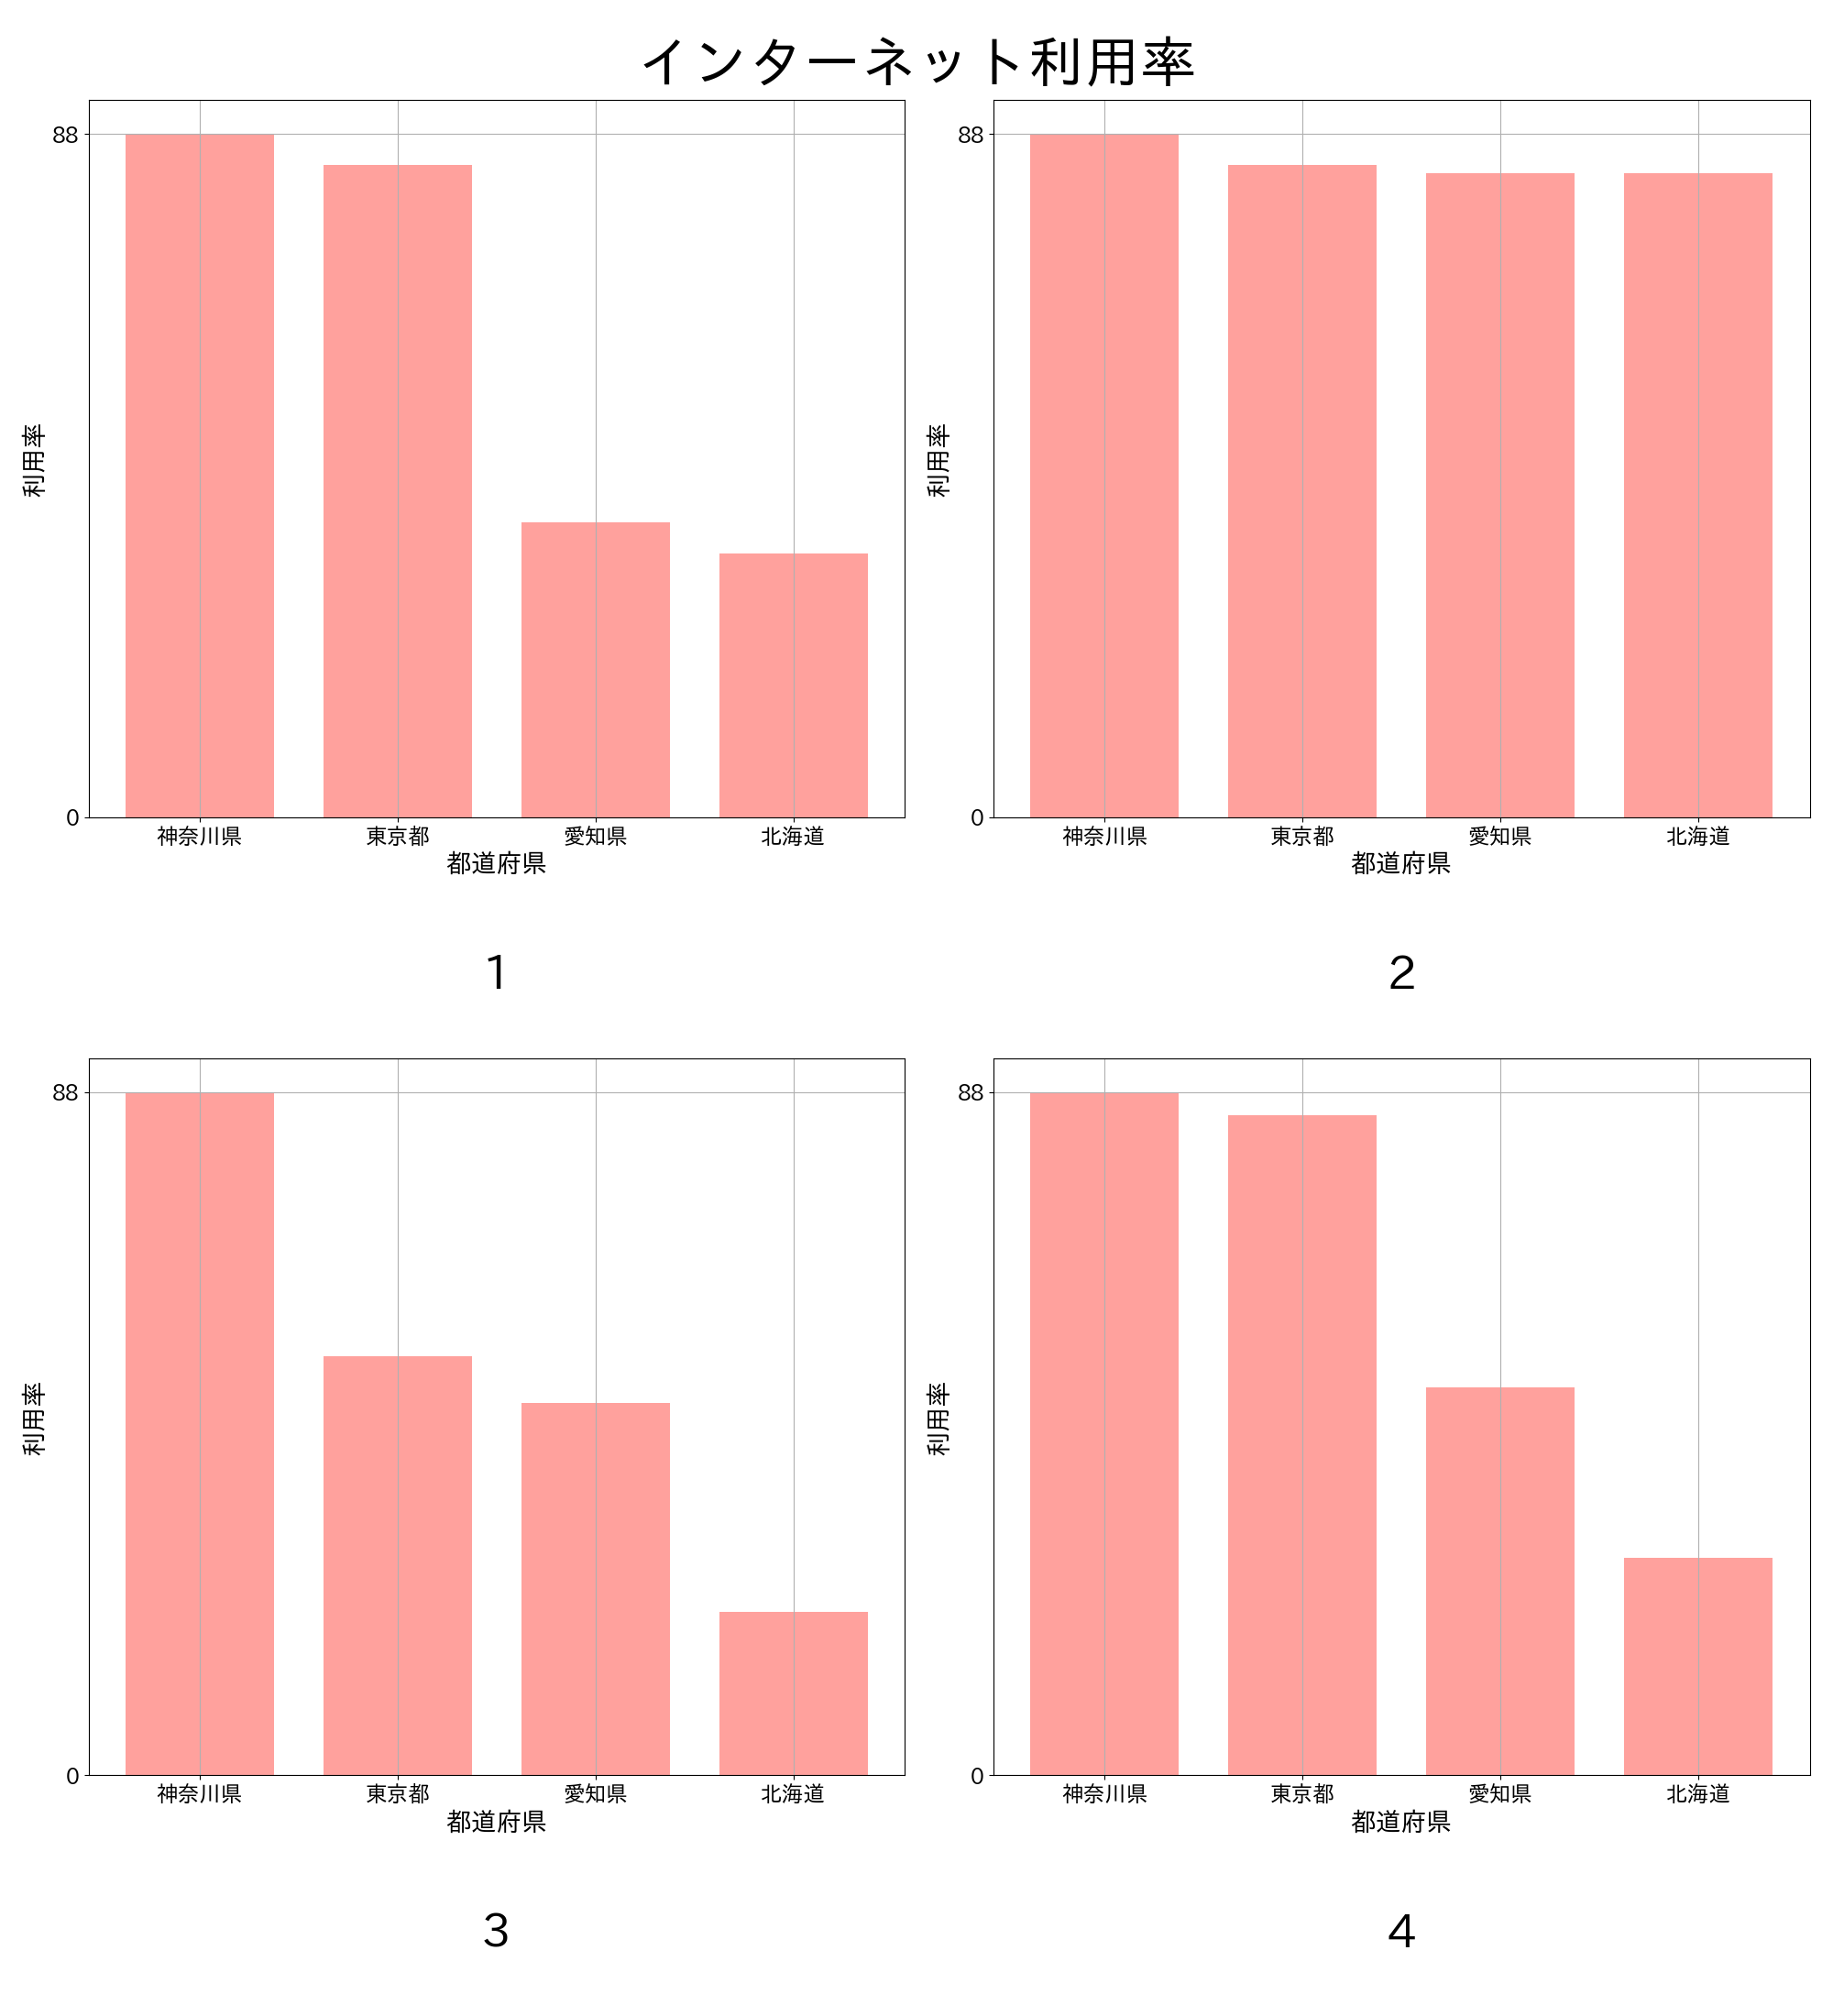 インターネット利用率
88
0
利用率
神奈川県 東京都 愛知県 北海道
都道府県
1
88
0
利用率
神奈川県 東京都 愛知県 北海道
都道府県
2
88
0
利用率
神奈川県 東京都 愛知県 北海道
都道府県
3
88
0
利用率
神奈川県 東京都 愛知県 北海道
都道府県
4